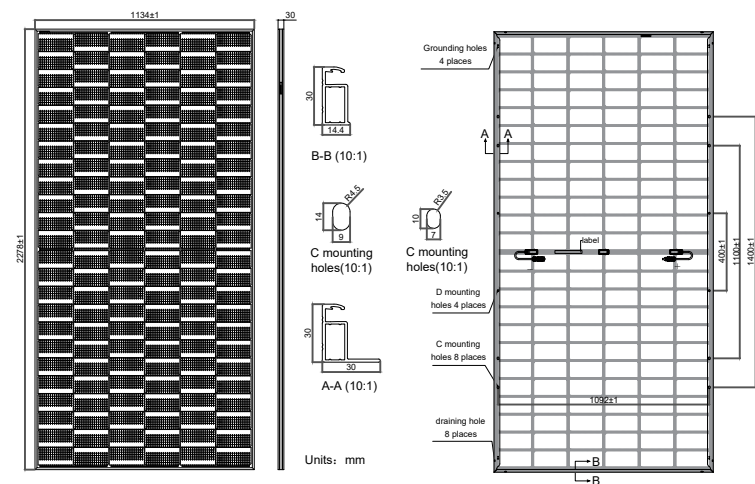 1134±1
30
2278±1
30
14.4
B-B (10:1)
R4.5
14
9
C mounting
holes(10:1)
R3.5
10
7
C mounting
holes(10:1)
30
30
A-A (10:1)
Units: mm
Grounding holes
4 places
A
A
label
D mounting
holes 4 places
C mounting
holes 8 places
draining hole
8 places
1092±1
400±1
1100±1
1400±1
B
B